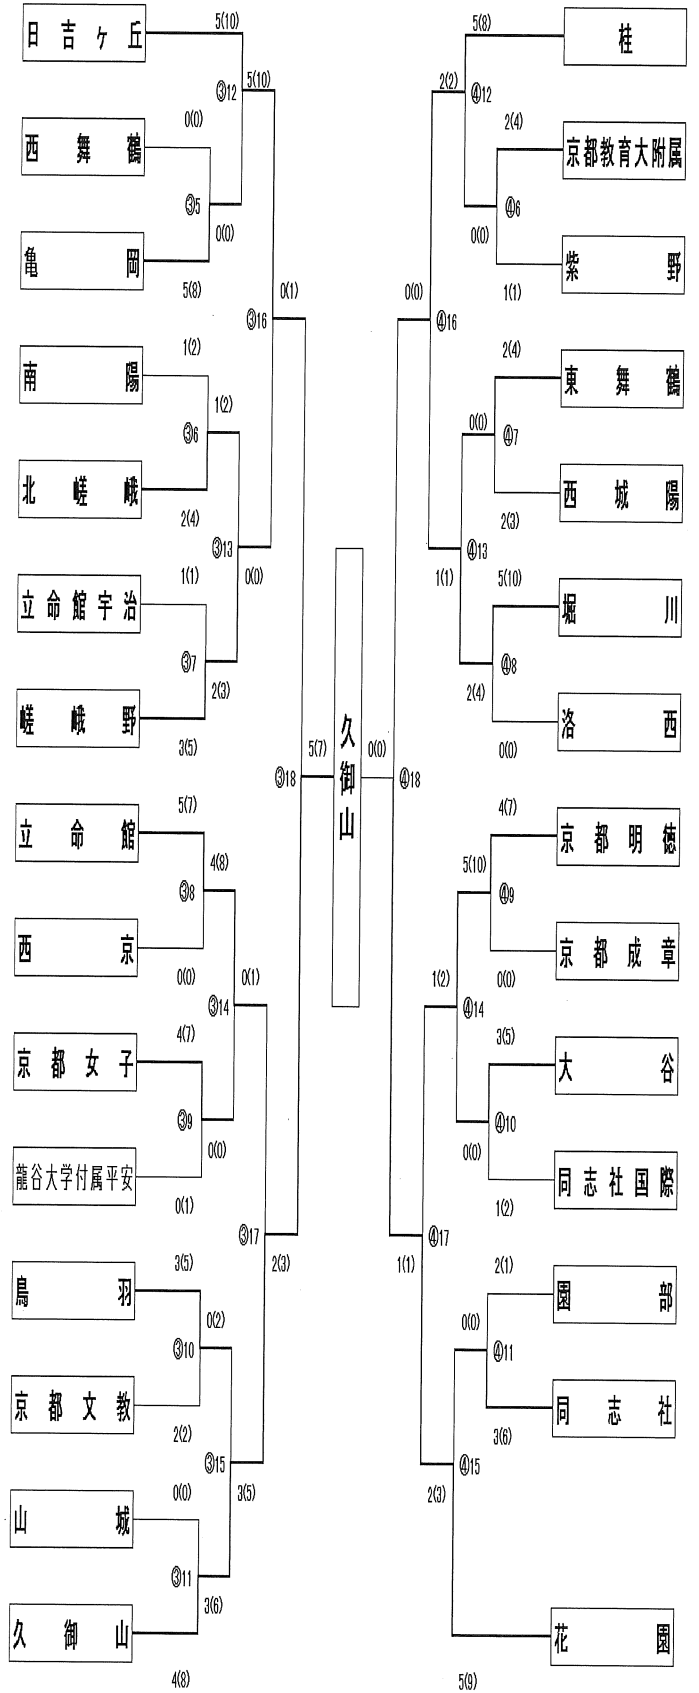 日吉ヶ丘
5(10)
③12
5(10)
西舞鶴
0(0)
③5
0(0)
亀岡
5(8)
③16
0(1)
南陽
1(2)
③6
1(2)
北嵯峨
2(4)
③13
0(0)
立命館宇治
1(1)
③7
2(3)
嵯峨野
3(5)
③18
5(7)
立命館
5(7)
③8
4(8)
西京
0(0)
③14
0(1)
京都女子
4(7)
③9
0(0)
龍谷大学付属平安
0(1)
③17
2(3)
鳥羽
3(5)
③10
0(2)
京都文教
2(2)
③15
3(5)
山城
0(0)
③11
3(6)
久御山
4(8)
久御山
桂
5(8)
④12
2(2)
京都教育大附属
2(4)
④6
0(0)
紫野
1(1)
④16
0(0)
東舞鶴
2(4)
④7
0(0)
西城陽
2(3)
④13
1(1)
堀川
5(10)
④8
2(4)
洛西
0(0)
④18
0(0)
京都明徳
4(7)
④9
5(10)
京都成章
0(0)
④14
1(2)
大谷
3(5)
④10
0(0)
同志社国際
1(2)
④17
1(1)
園部
2(1)
④11
0(0)
同志社
3(6)
④15
2(3)
花園
5(9)